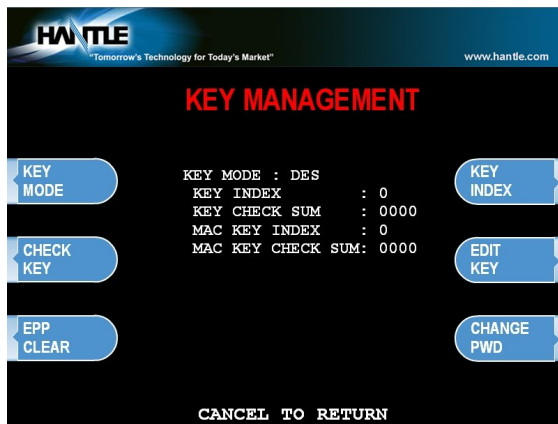 HANTLE
"Tomorrow's Technology for Today's Market"
www.hantle.com
KEY MANAGEMENT
KEY
MODE
CHECK
KEY
EPP
CLEAR
KEY MODE : DES
KEY INDEX : 0
KEY CHECK SUM : 0000
MAC KEY INDEX : 0
MAC KEY CHECK SUM: 0000
KEY
INDEX
EDIT
KEY
CHANGE
PWD
CANCEL TO RETURN